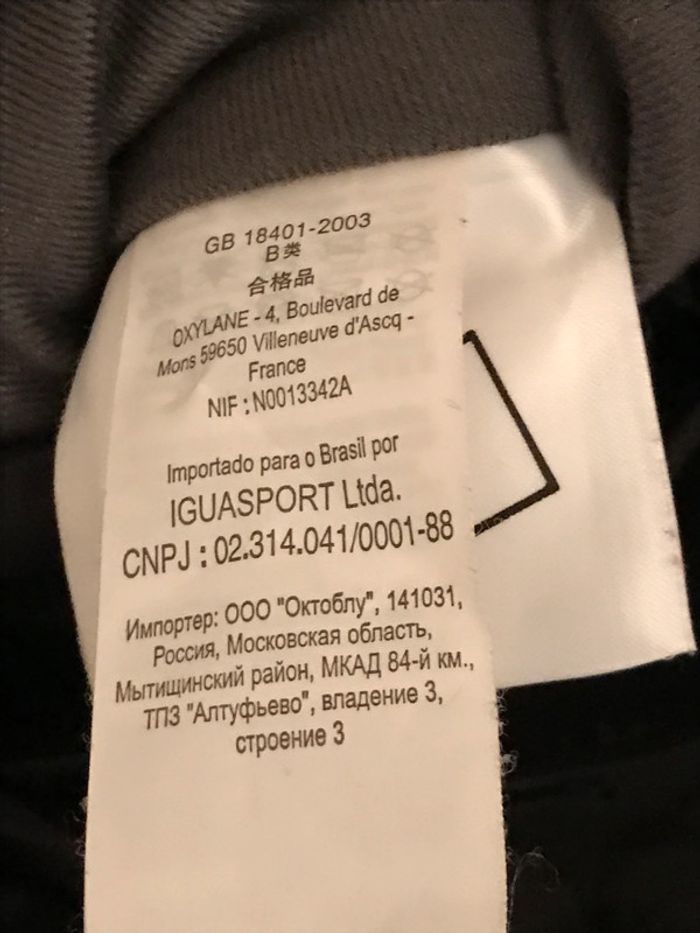 GB 18401-2003
B类
合格品
OXYLANE - 4, Boulevard de
Mons 59650 Villeneuve d'Ascq -
France
NIF : N0013342A
Importado para o Brasil por
IGUASPORT Ltda.
CNPJ : 02.314.041/0001-88
Импортер: ООО "Октоблу", 141031,
Россия, Московская область,
Мытищинский район, МКАД 84-й км.,
ТПЗ "Алтуфьево", владение 3,
строение 3